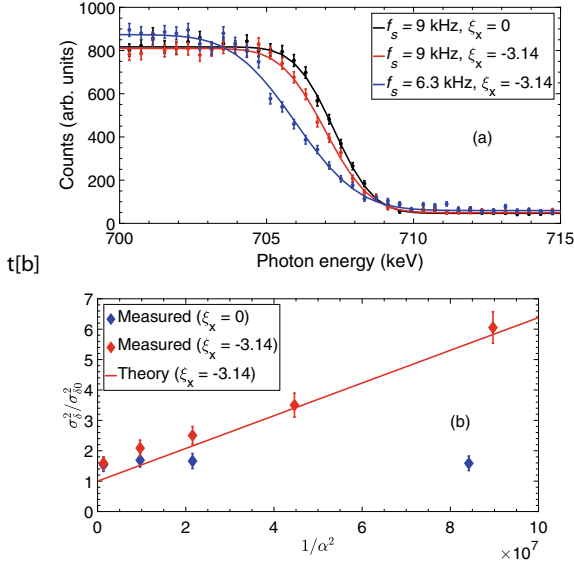 1000
800
600
400
200
0
Counts (arb. units)
f_s = 9 kHz, ξ_x = 0
f_s = 9 kHz, ξ_x = -3.14
f_s = 6.3 kHz, ξ_x = -3.14
(a)
700 705 710 715
Photon energy (keV)
t[b]
7
6
5
4
3
2
1
0
σ_δ^2/σ_δ0^2
Measured (ξ_x = 0)
Measured (ξ_x = -3.14)
Theory (ξ_x = -3.14)
(b)
0 2 4 6 8 10
1/α^2
×10^7